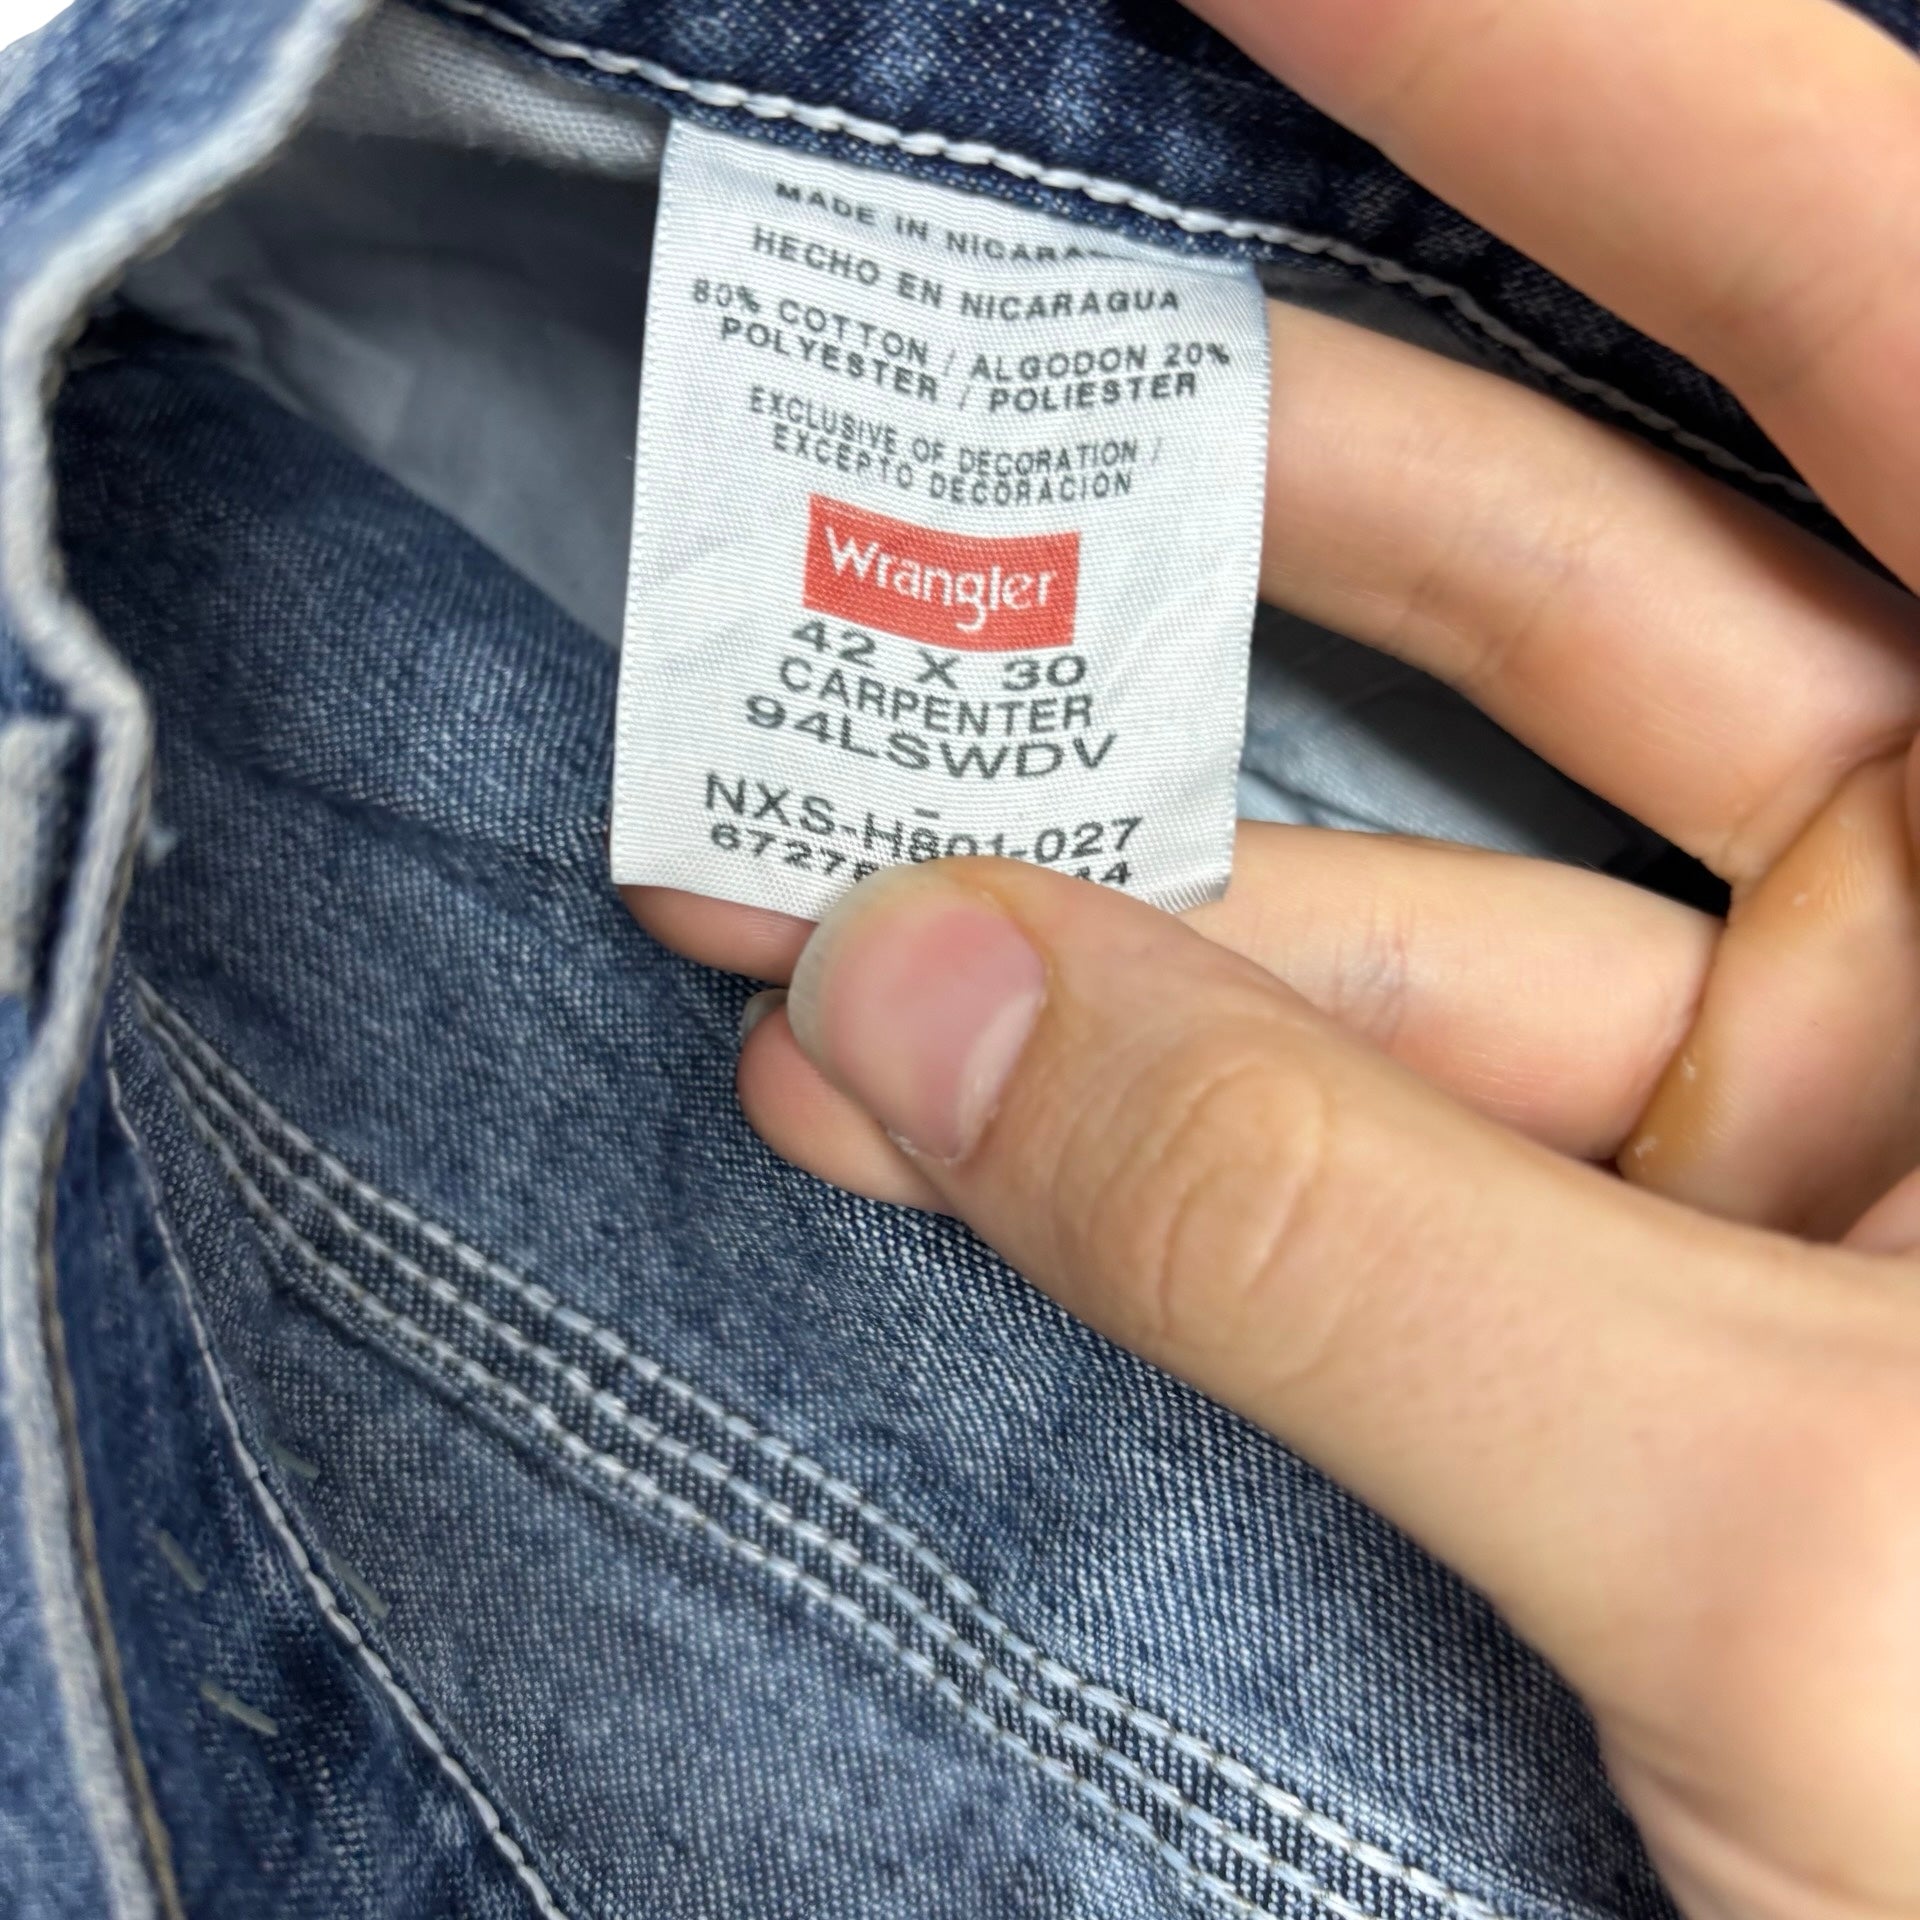 MADE IN
HECHO EN NICARAGUA
80% COTTON / ALGODON 20%
POLYESTER / POLIESTER
EXCLUSIVE OF DECORATION /
EXCEPTO DECORACION
Wrangler
42 X 30
CARPENTER
94LSWDV
NXS-H801-027